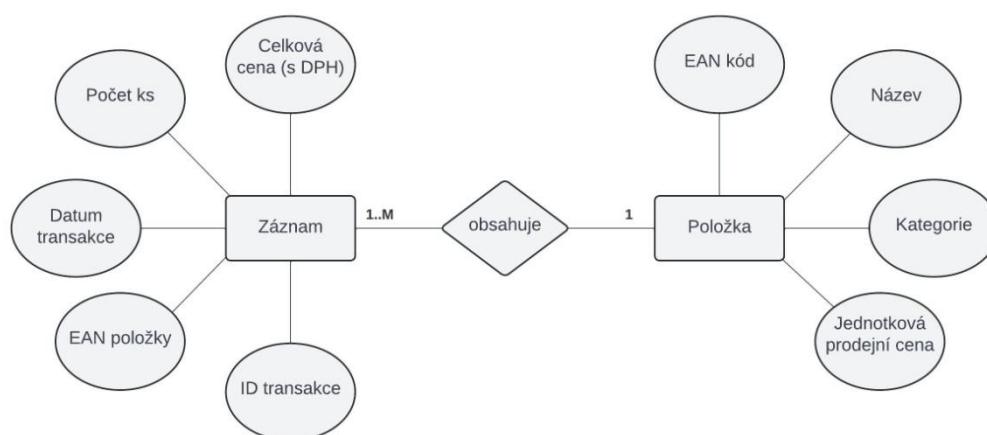 Celková
cena (s DPH)
EAN kód
Počet ks
Název
Datum
transakce
Záznam
1..M
obsahuje
1
Položka
Kategorie
EAN položky
Jednotková
prodejní cena
ID transakce